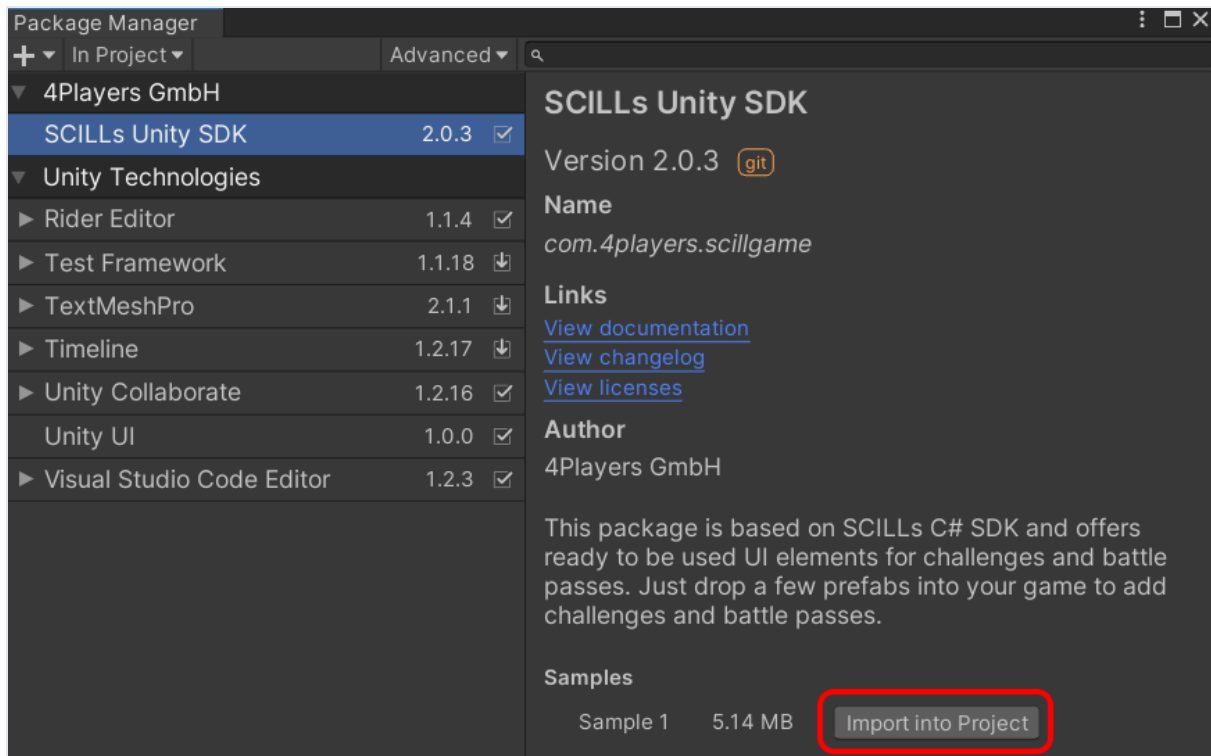 Package Manager
In Project
Advanced
4Players GmbH
SCILLs Unity SDK 2.0.3
Unity Technologies
Rider Editor 1.1.4
Test Framework 1.1.18
TextMeshPro 2.1.1
Timeline 1.2.17
Unity Collaborate 1.2.16
Unity UI 1.0.0
Visual Studio Code Editor 1.2.3
SCILLs Unity SDK
Version 2.0.3 git
Name
com.4players.scillgame
Links
View documentation
View changelog
View licenses
Author
4Players GmbH
This package is based on SCILLs C# SDK and offers
ready to be used UI elements for challenges and battle
passes. Just drop a few prefabs into your game to add
challenges and battle passes.
Samples
Sample 1 5.14 MB Import into Project